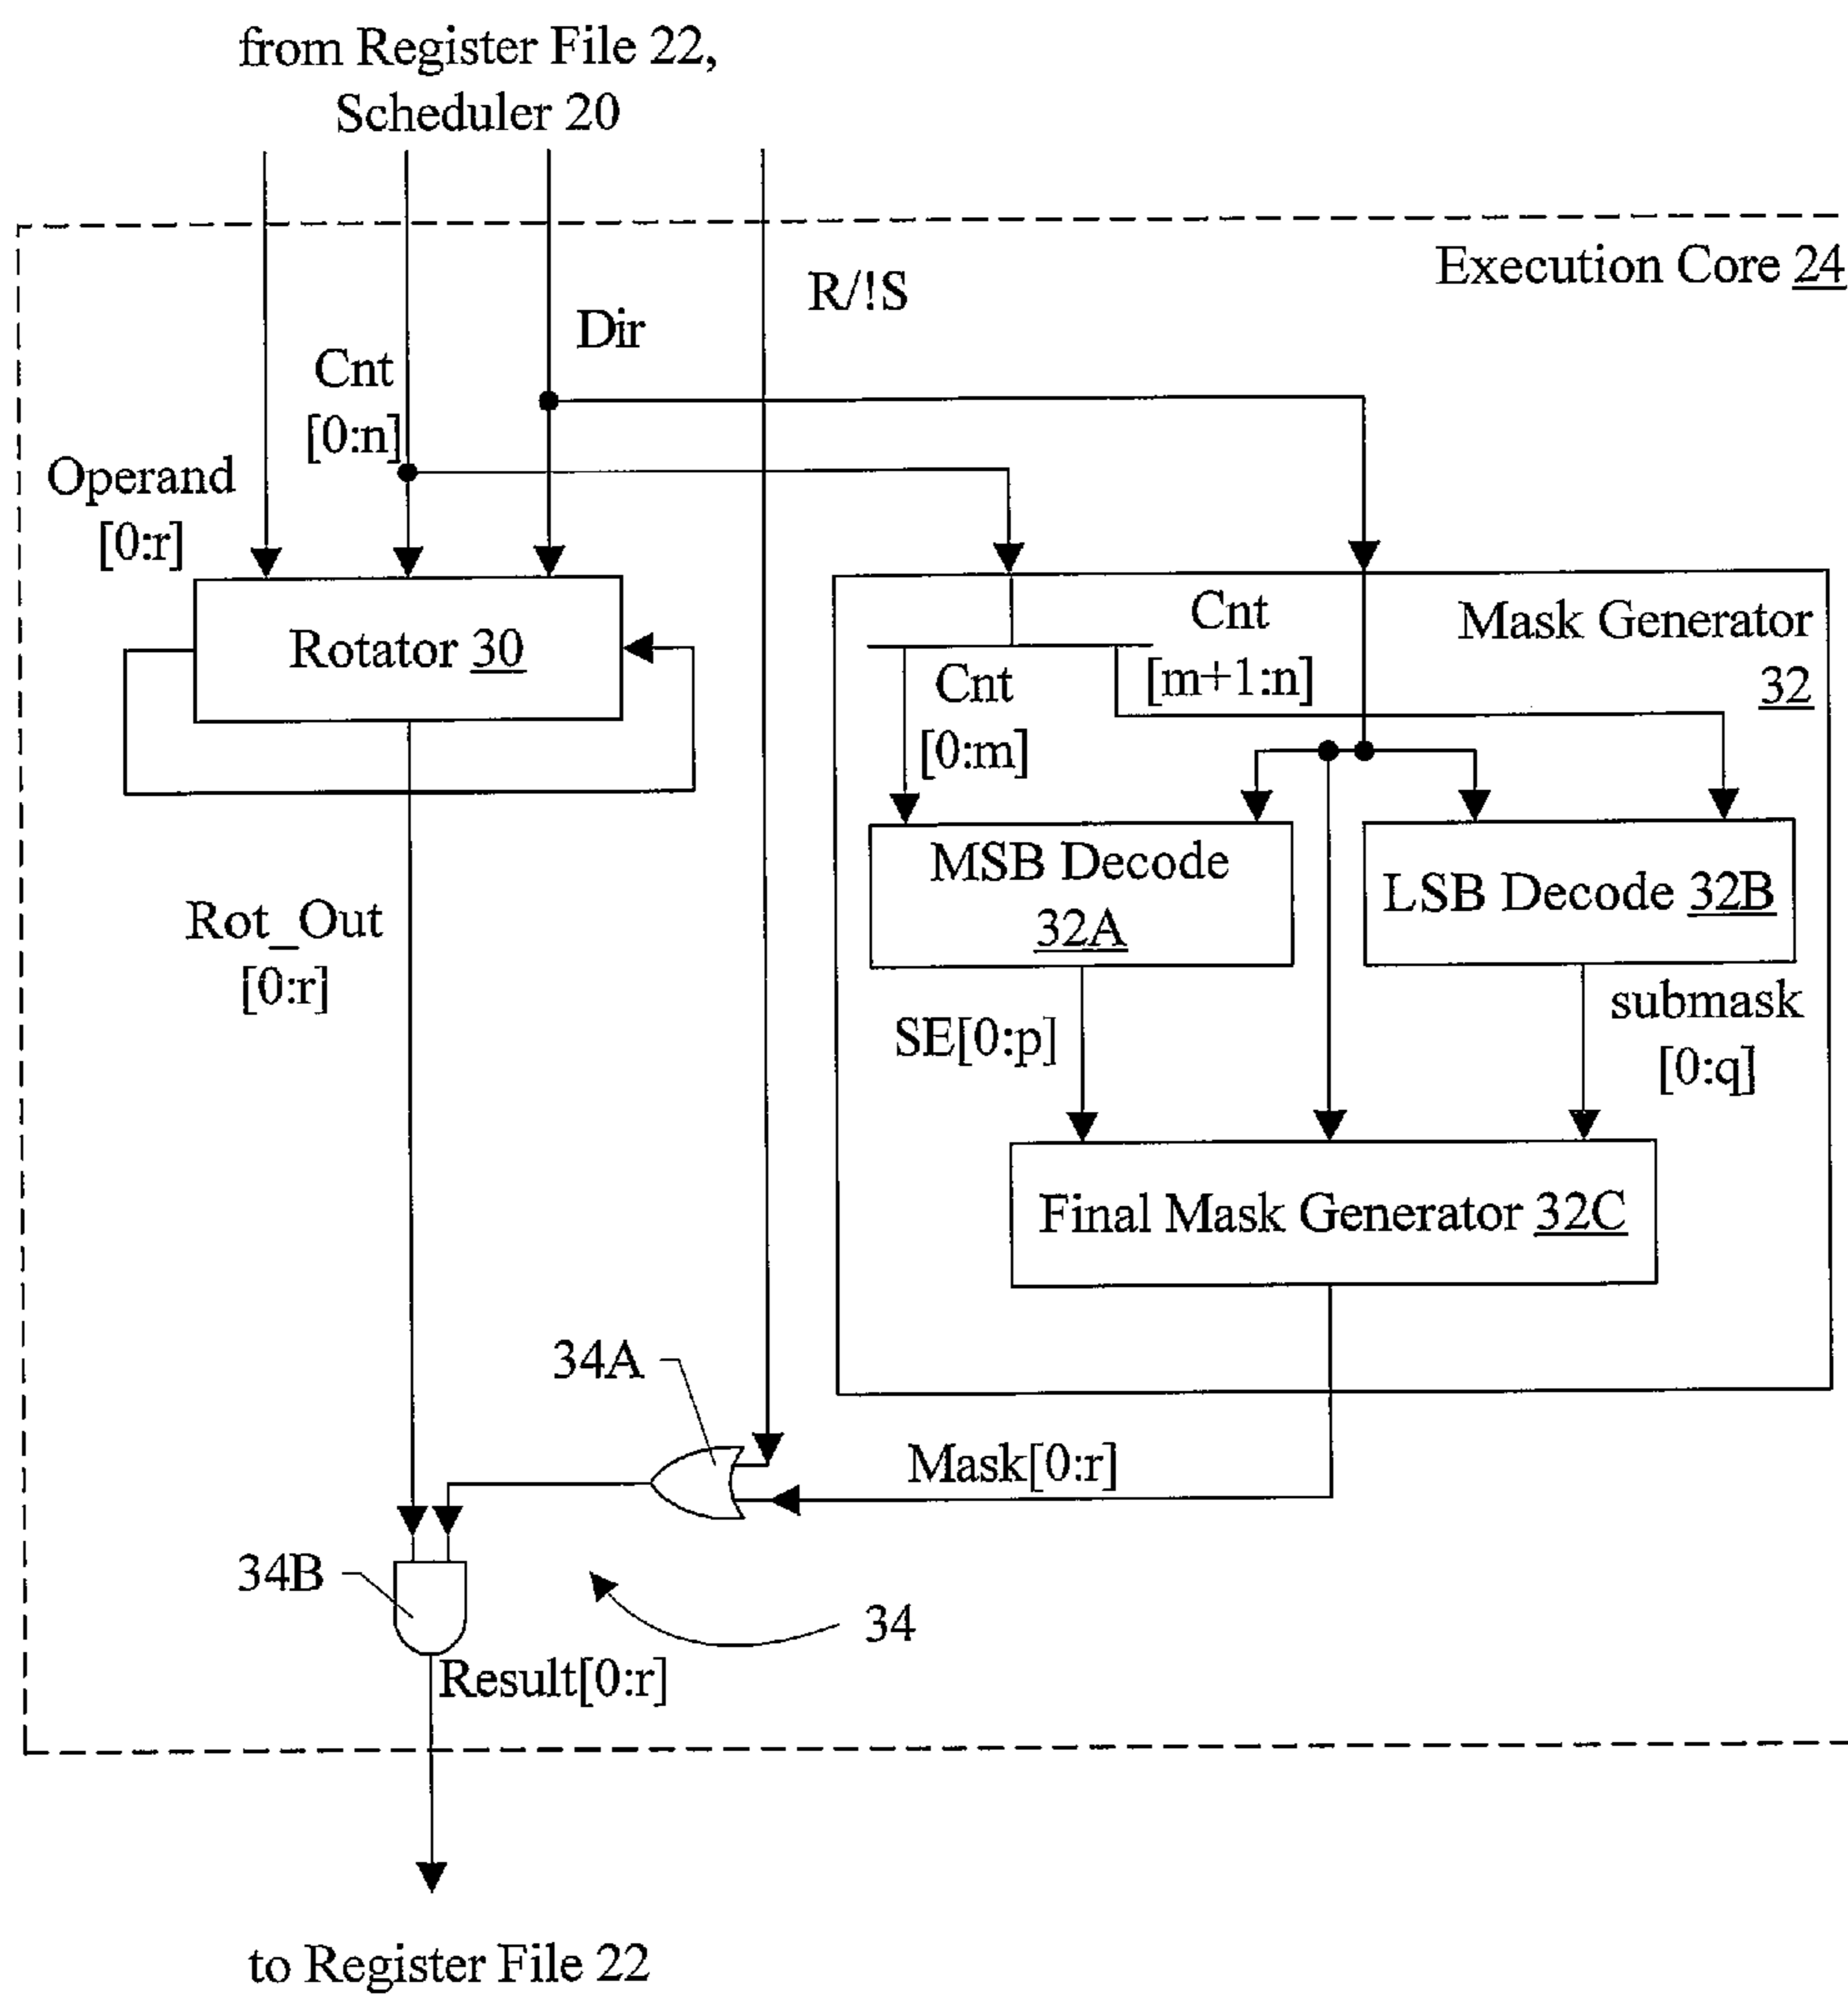 from Register File 22,
Scheduler 20
Execution Core 24
R/!S
Dir
Cnt
[0:n]
Operand
[0:r]
Rotator 30
Mask Generator
32
Cnt
[m+1:n]
Cnt
[0:m]
MSB Decode
32A
LSB Decode 32B
Rot_Out
[0:r]
SE[0:p]
submask
[0:q]
Final Mask Generator 32C
34A
Mask[0:r]
34B
34
Result[0:r]
to Register File 22